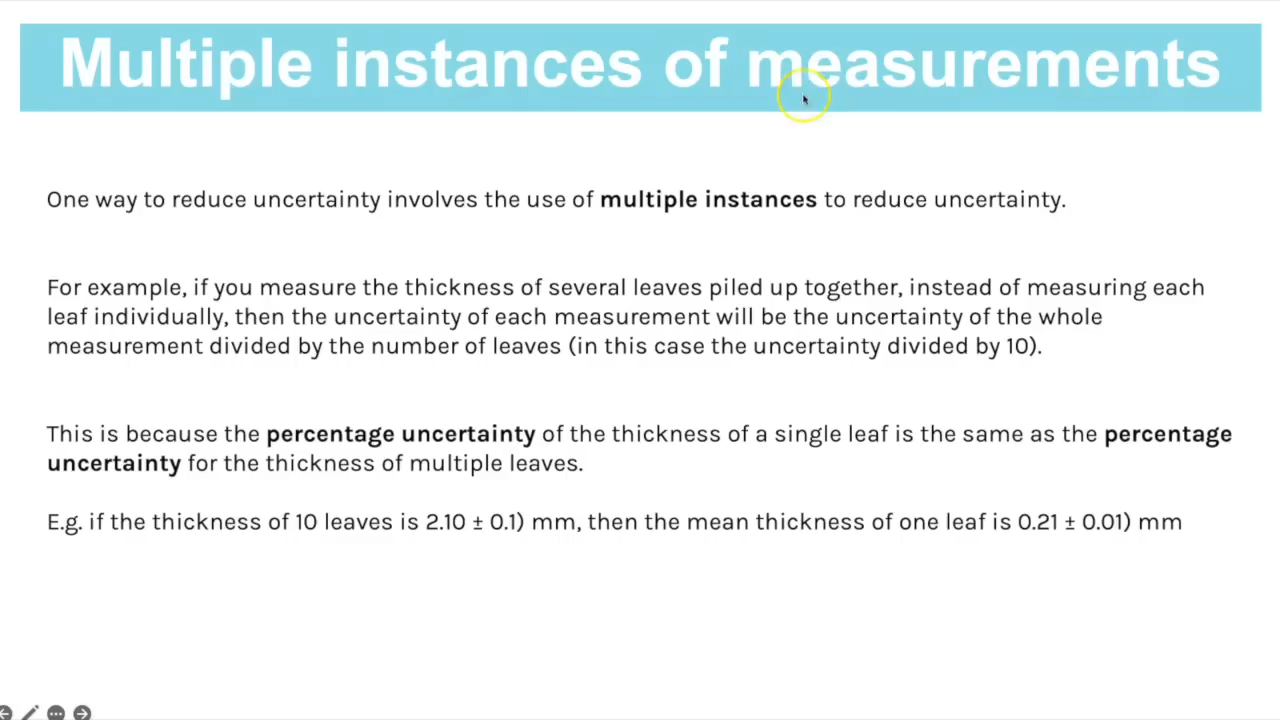 Multiple instances of measurements
One way to reduce uncertainty involves the use of multiple instances to reduce uncertainty.
For example, if you measure the thickness of several leaves piled up together, instead of measuring each
leaf individually, then the uncertainty of each measurement will be the uncertainty of the whole
measurement divided by the number of leaves (in this case the uncertainty divided by 10).
This is because the percentage uncertainty of the thickness of a single leaf is the same as the percentage
uncertainty for the thickness of multiple leaves.
E.g. if the thickness of 10 leaves is 2.10 ± 0.1) mm, then the mean thickness of one leaf is 0.21 ± 0.01) mm